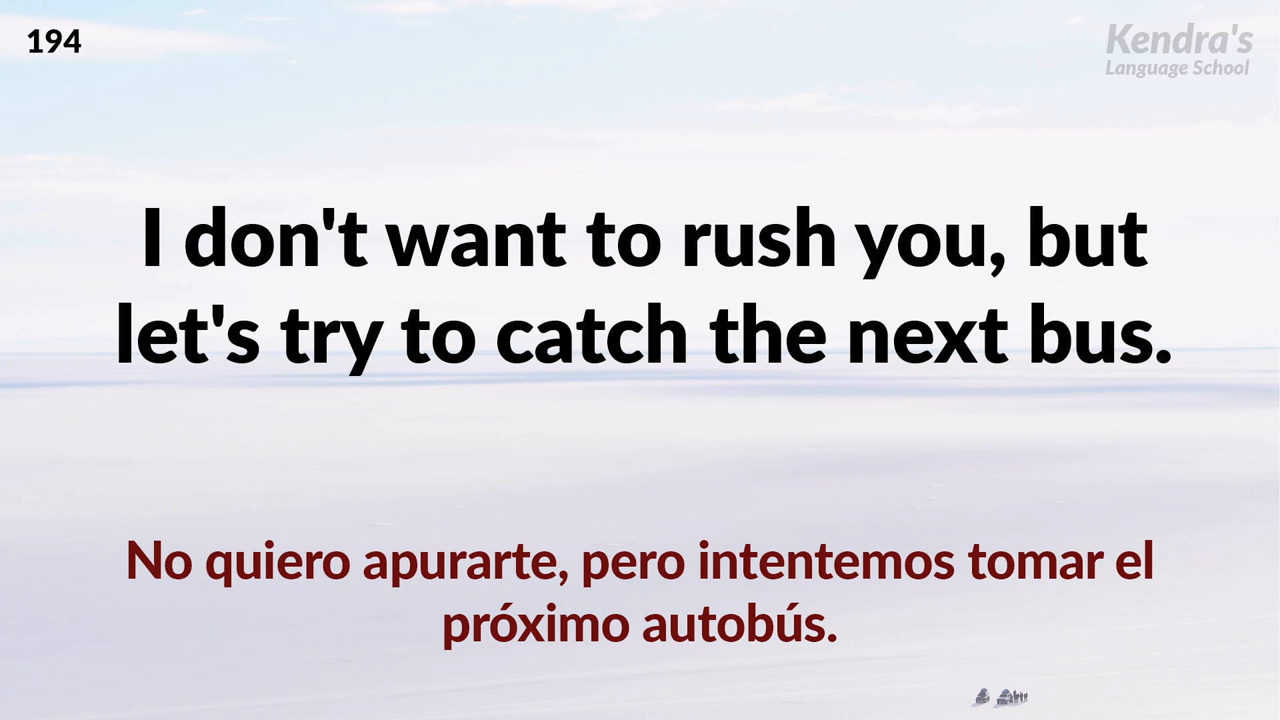 194
Kendra's
Language School
I don't want to rush you, but
let's try to catch the next bus.
No quiero apurarte, pero intentemos tomar el
próximo autobús.